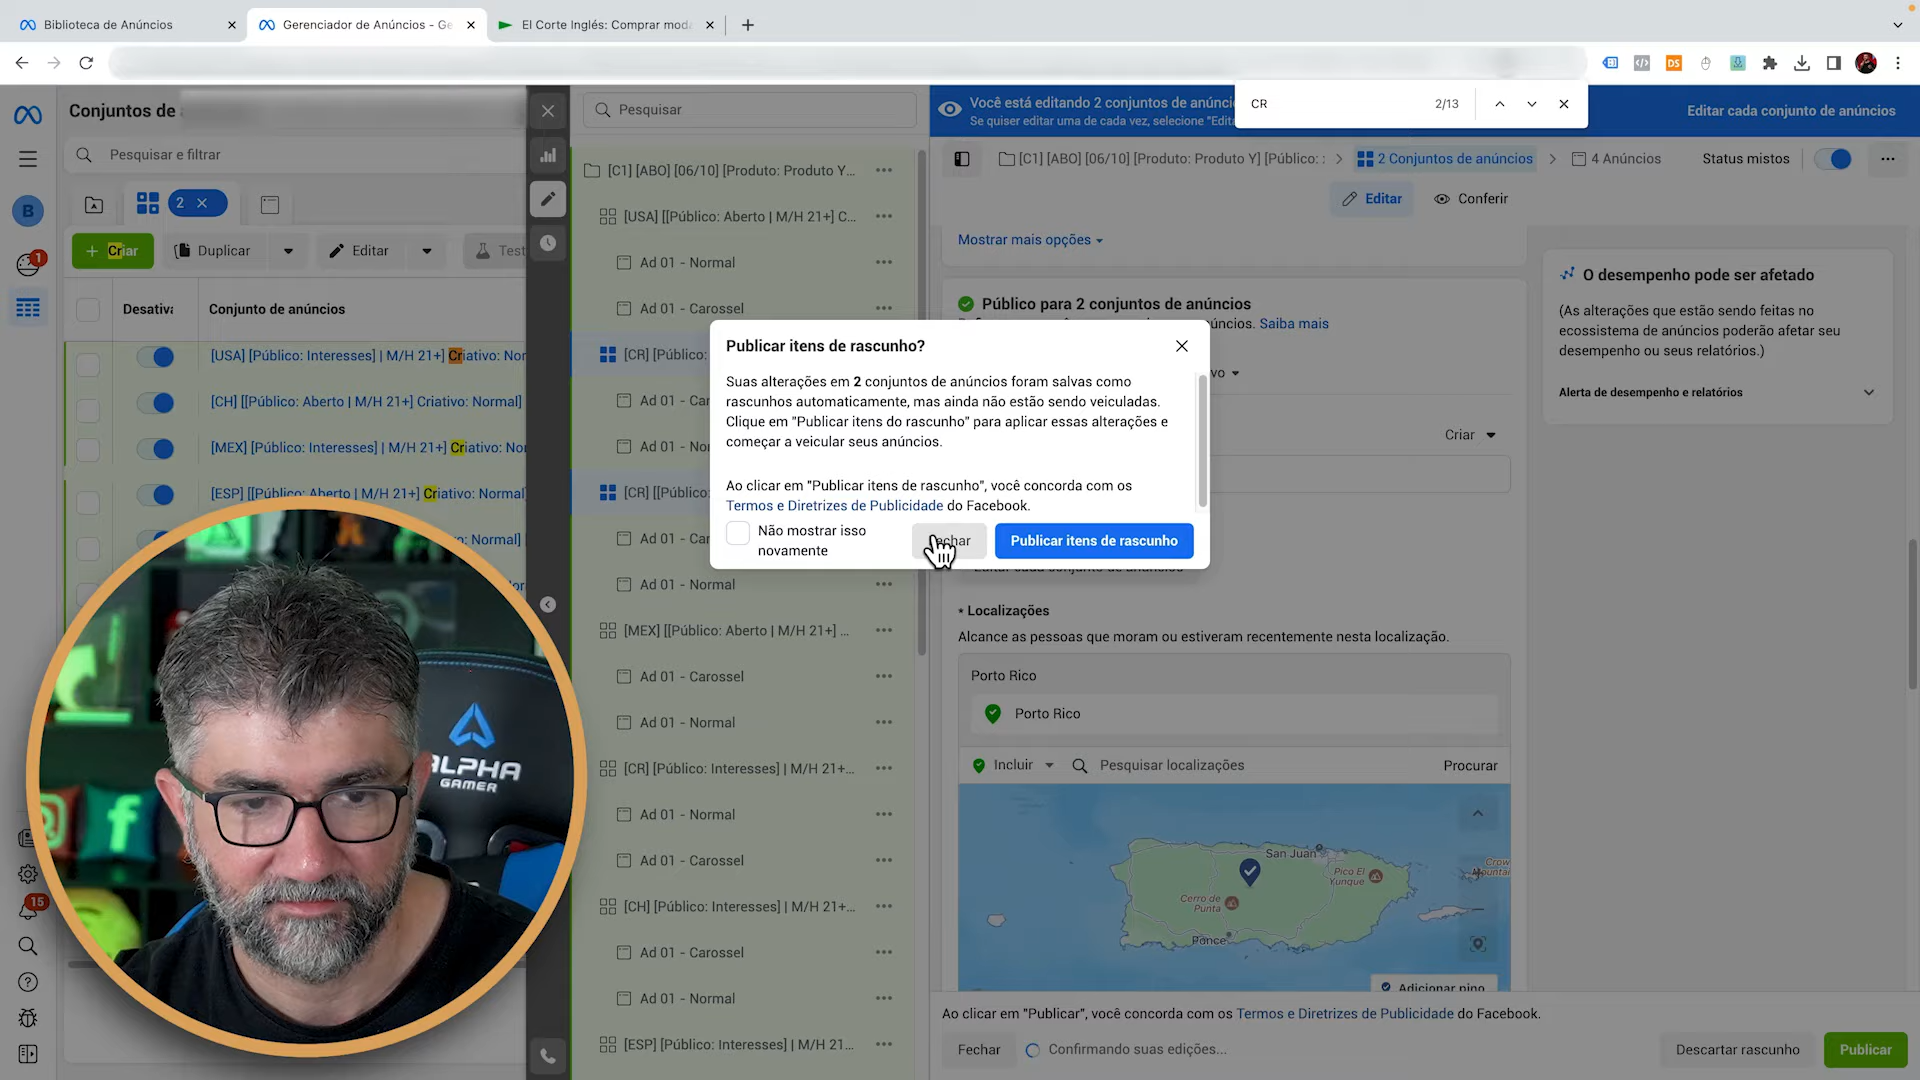 Biblioteca de Anúncios
Gerenciador de Anúncios - Ge
El Corte Inglés: Comprar moda
CR
2/13
Conjuntos de
Pesquisar e filtrar
2
B
1
Criar
Duplicar
Editar
Test
Conjunto de anúncios
[USA] [Público: Interesses] | M/H 21+] Criativo: Nor
[CH] [[Público: Aberto | M/H 21+] Criativo: Normal]
[MEX] [Público: Interesses] | M/H 21+] Criativo: Nor
[ESP] [[Público: Aberto | M/H 21+] Criativo: Normal]
Normal]
15
ALPHA
GAMER
Pesquisar
[C1] [ABO] [06/10] [Produto: Produto Y...
[USA] [[Público: Aberto | M/H 21+] C...
Ad 01 - Normal
Ad 01 - Carossel
[CR] [Público:
Ad 01 - Car
Ad 01 - No
[CR] [[Público:
Ad 01 - Car
Ad 01 - Normal
[MEX] [[Público: Aberto | M/H 21+] ...
Ad 01 - Carossel
Ad 01 - Normal
[CR] [Público: Interesses] | M/H 21+...
Ad 01 - Normal
Ad 01 - Carossel
[CH] [Público: Interesses] | M/H 21+...
Ad 01 - Carossel
Ad 01 - Normal
[ESP] [Público: Interesses] | M/H 21...
Você está editando 2 conjuntos de anúnci
Se quiser editar uma de cada vez, selecione "Edit
Editar cada conjunto de anúncios
[C1] [ABO] [06/10] [Produto: Produto Y] [Público: :
2 Conjuntos de anúncios
4 Anúncios
Status mistos
Editar
Conferir
Mostrar mais opções
Público para 2 conjuntos de anúncios
úncios. Saiba mais
Criar
Publicar itens de rascunho?
Suas alterações em 2 conjuntos de anúncios foram salvas como
rascunhos automaticamente, mas ainda não estão sendo veiculadas.
Clique em "Publicar itens do rascunho" para aplicar essas alterações e
começar a veicular seus anúncios.
Ao clicar em "Publicar itens de rascunho", você concorda com os
Termos e Diretrizes de Publicidade do Facebook.
Não mostrar isso
novamente
Fechar
Publicar itens de rascunho
* Localizações
Alcance as pessoas que moram ou estiveram recentemente nesta localização.
Porto Rico
Porto Rico
Incluir
Pesquisar localizações
Procurar
San Juan
Pico El
Yunque
Cerro de
Punta
Ponce
Adicionar pino
O desempenho pode ser afetado
(As alterações que estão sendo feitas no
ecossistema de anúncios poderão afetar seu
desempenho ou seus relatórios.)
Alerta de desempenho e relatórios
Ao clicar em "Publicar", você concorda com os Termos e Diretrizes de Publicidade do Facebook.
Fechar
Confirmando suas edições...
Descartar rascunho
Publicar